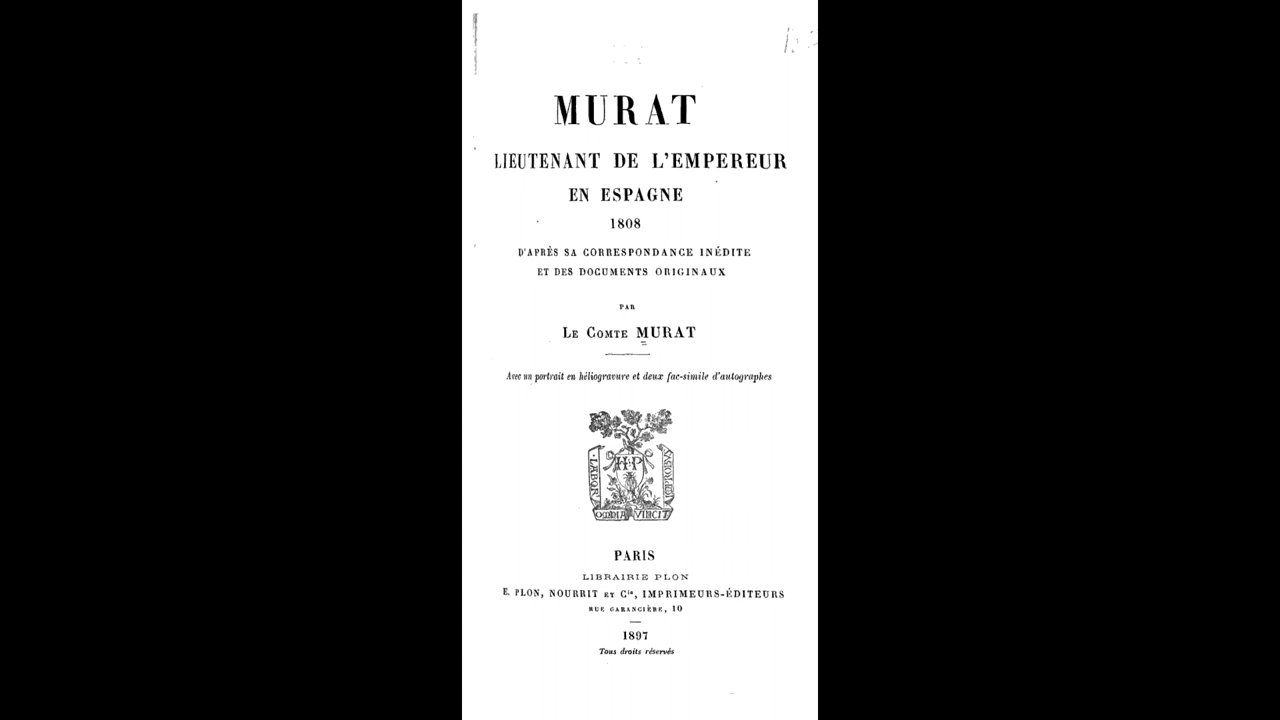 MURAT
LIEUTENANT DE L'EMPEREUR
EN ESPAGNE
1808
D'APRÈS SA CORRESPONDANCE INÉDITE
ET DES DOCUMENTS ORIGINAUX
PAR
LE COMTE MURAT
Avec un portrait en héliogravure et deux fac-simile d'autographes
H P
LABOR
IMPROBUS
OMNIA VINCIT
PARIS
LIBRAIRIE PLON
E. PLON, NOURRIT ET Cie, IMPRIMEURS-ÉDITEURS
RUE GARANCIÈRE, 10
1897
Tous droits réservés